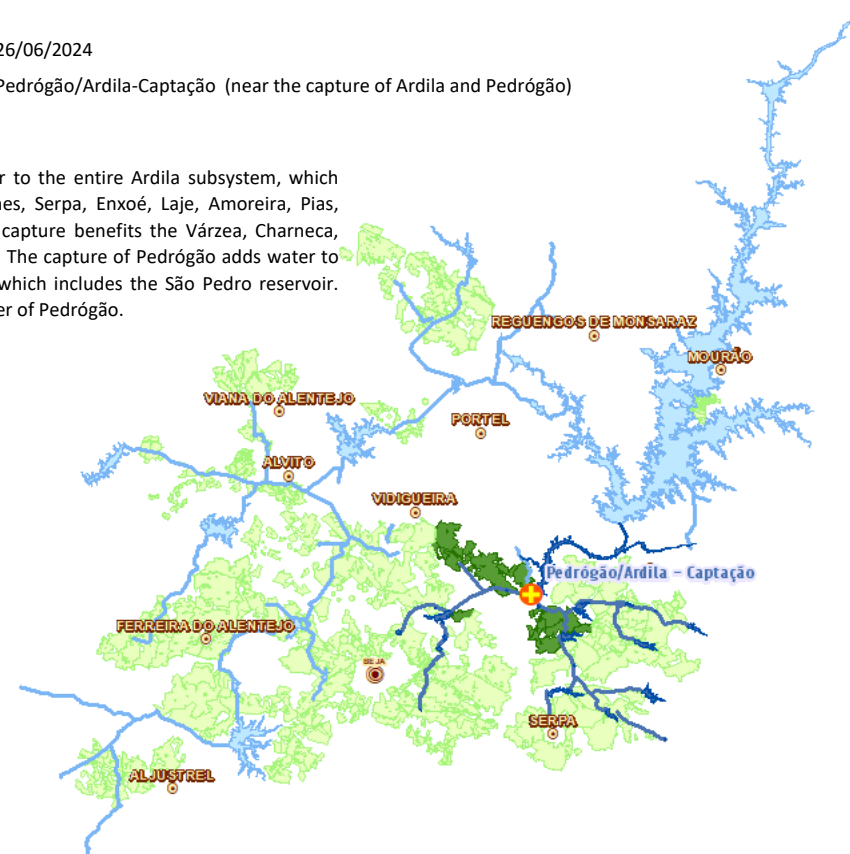 26/06/2024
Pedrógão/Ardila-Captação (near the capture of Ardila and Pedrógão)
r to the entire Ardila subsystem, which
nes, Serpa, Enxoé, Laje, Amoreira, Pias,
capture benefits the Várzea, Charneca,
The capture of Pedrógão adds water to
which includes the São Pedro reservoir.
er of Pedrógão.
REGUENGOS DE MONSARAZ
MOURÃO
VIANA DO ALENTEJO
PORTEL
ALVITO
VIDIGUEIRA
Pedrógão/Ardila - Captação
FERREIRA DO ALENTEJO
BEJA
SERPA
ALJUSTREL